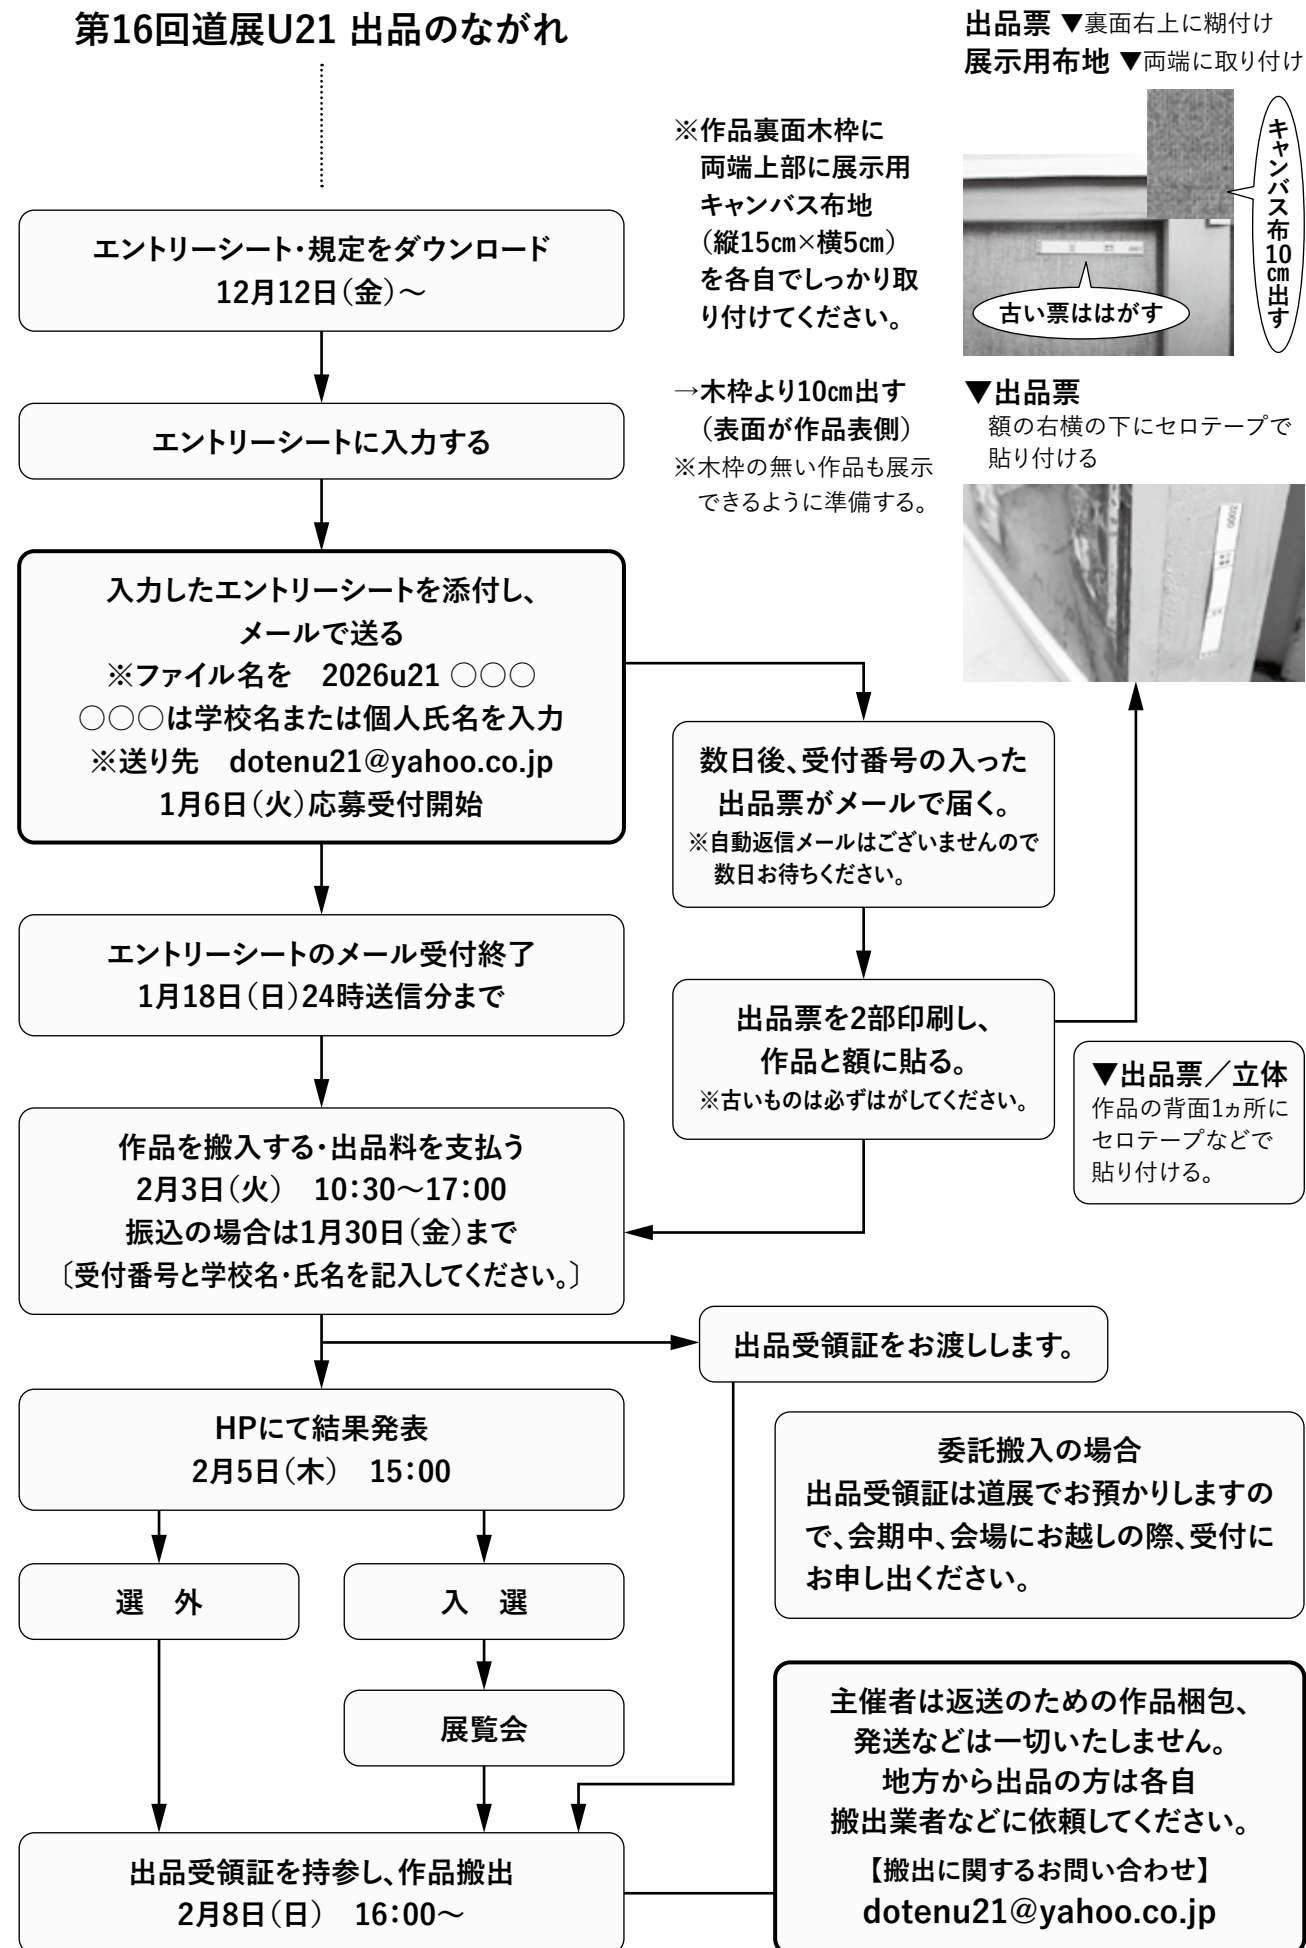 第16回道展U21 出品のながれ
エントリーシート・規定をダウンロード
12月12日（金）～
エントリーシートに入力する
入力したエントリーシートを添付し、
メールで送る
※ファイル名を　2026u21 〇〇〇
〇〇〇は学校名または個人氏名を入力
※送り先　dotenu21@yahoo.co.jp
1月6日（火）応募受付開始
エントリーシートのメール受付終了
1月18日（日）24時送信分まで
作品を搬入する・出品料を支払う
2月3日（火）　10：30～17：00
振込の場合は1月30日（金）まで
〔受付番号と学校名・氏名を記入してください。〕
HPにて結果発表
2月5日（木）　15：00
選　外
入　選
展覧会
出品受領証を持参し、作品搬出
2月8日（日）　16：00～
※作品裏面木枠に
両端上部に展示用
キャンバス布地
（縦15㎝×横5㎝）
を各自でしっかり取
り付けてください。
→木枠より10㎝出す
（表面が作品表側）
※木枠の無い作品も展示
できるように準備する。
出品票 ▼裏面右上に糊付け
展示用布地 ▼両端に取り付け
キャンバス布10㎝出す
古い票ははがす
▼出品票
額の右横の下にセロテープで
貼り付ける
0002
数日後、受付番号の入った
出品票がメールで届く。
※自動返信メールはございませんので
数日お待ちください。
出品票を2部印刷し、
作品と額に貼る。
※古いものは必ずはがしてください。
▼出品票／立体
作品の背面1ヵ所に
セロテープなどで
貼り付ける。
出品受領証をお渡しします。
委託搬入の場合
出品受領証は道展でお預かりしますの
で、会期中、会場にお越しの際、受付に
お申し出ください。
主催者は返送のための作品梱包、
発送などは一切いたしません。
地方から出品の方は各自
搬出業者などに依頼してください。
【搬出に関するお問い合わせ】
dotenu21@yahoo.co.jp